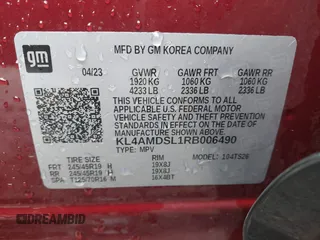 gm
MFD BY GM KOREA COMPANY
04/23 GVWR GAWR FRT GAWR RR
1920 KG 1060 KG 1060 KG
4233 LB 2336 LB 2336 LB
THIS VEHICLE CONFORMS TO ALL APPLICABLE
U.S. FEDERAL MOTOR VEHICLE SAFETY, BUMPER, AND
THEFT PREVENTION STANDARDS IN EFFECT ON
THE DATE OF MANUFACTURE SHOWN ABOVE.
KL4AMDSL1RB006490
TYPE: MPV MODEL:
TIRE SIZE RIM
FRT 245/45R19 H 19X8J
RR 245/45R19 H 19X8J
SPA T125/70R16 M 16X4BT
© DRAFBID